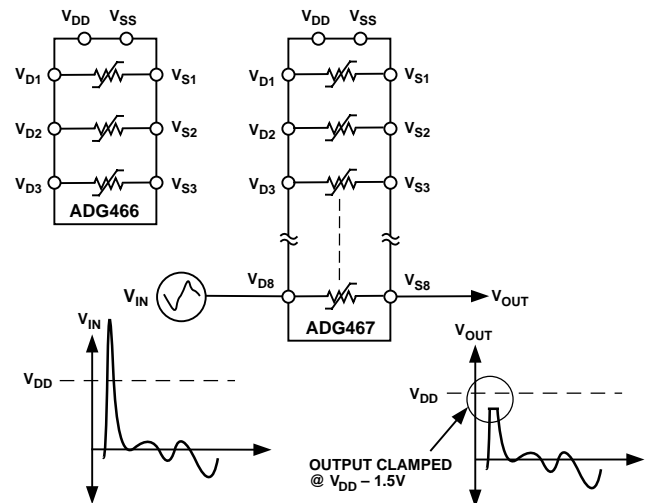 VDD VSS
VD1 VS1
VD2 VS2
VD3 VS3
ADG466
VDD VSS
VD1 VS1
VD2 VS2
VD3 VS3
VIN VD8 VS8 VOUT
ADG467
VIN
VDD
VOUT
VDD
OUTPUT CLAMPED
@ VDD – 1.5V